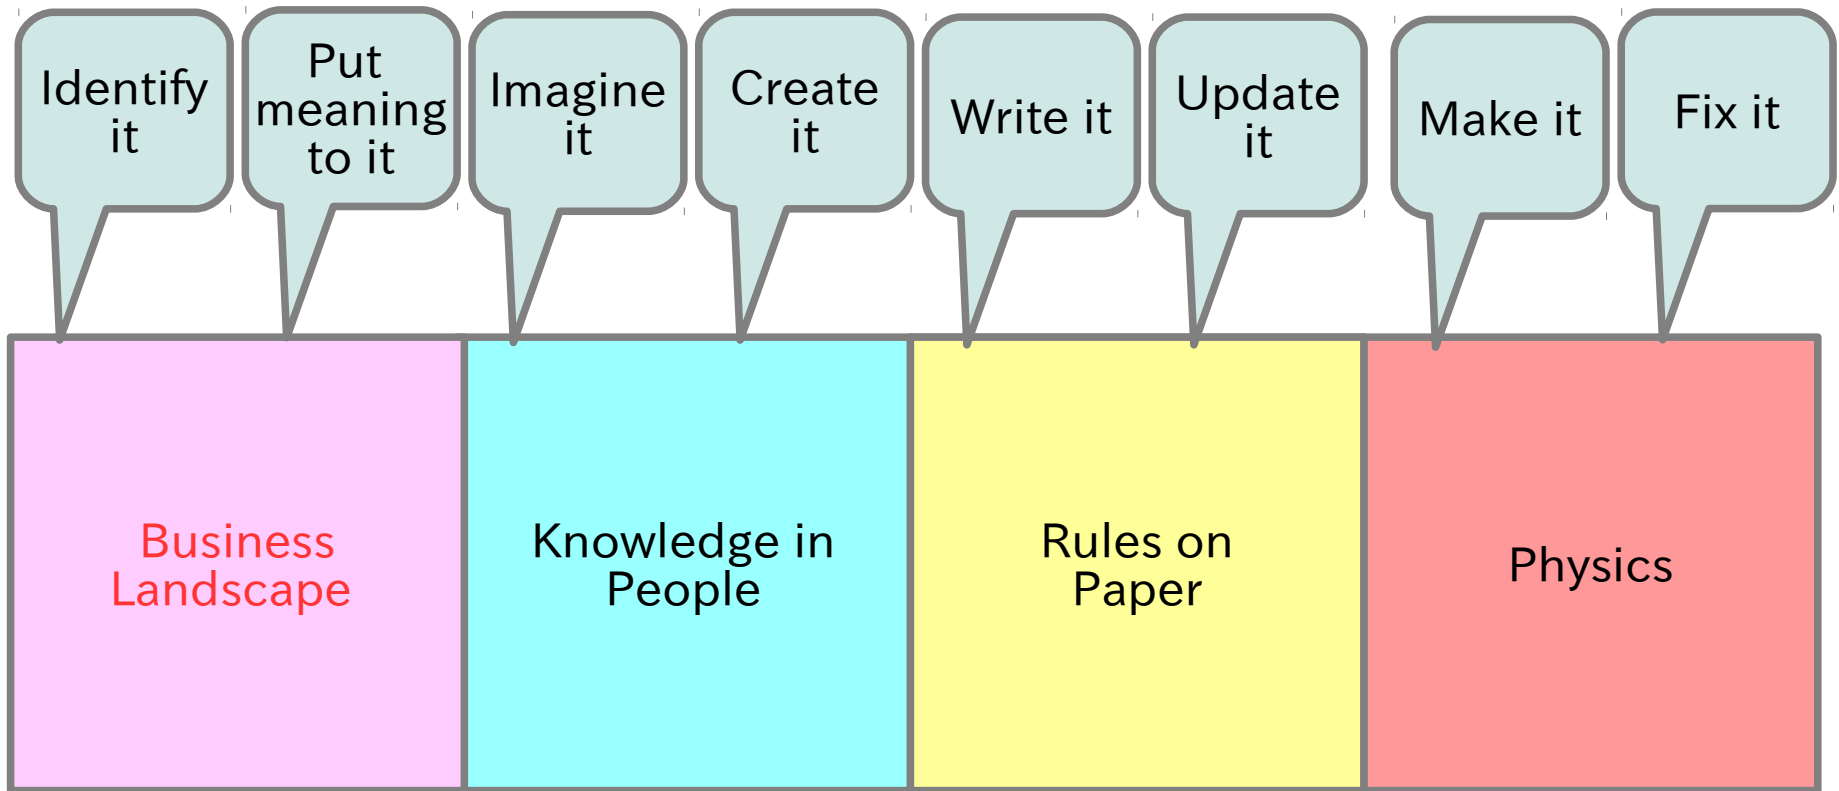 Identify
it
Put
meaning
to it
Imagine
it
Create
it
Write it
Update
it
Make it
Fix it
Business
Landscape
Knowledge in
People
Rules on
Paper
Physics